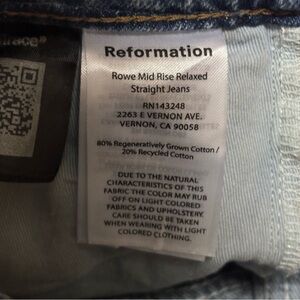 Reformation
Rowe Mid Rise Relaxed
Straight Jeans
RN143248
2263 E VERNON AVE.
VERNON, CA 90058
80% Regeneratively Grown Cotton /
20% Recycled Cotton
DUE TO THE NATURAL
CHARACTERISTICS OF THIS
FABRIC THE COLOR MAY RUB
OFF ON LIGHT COLORED
FABRICS AND UPHOLSTERY.
CARE SHOULD BE TAKEN
WHEN WEARING WITH LIGHT
COLORED CLOTHING.